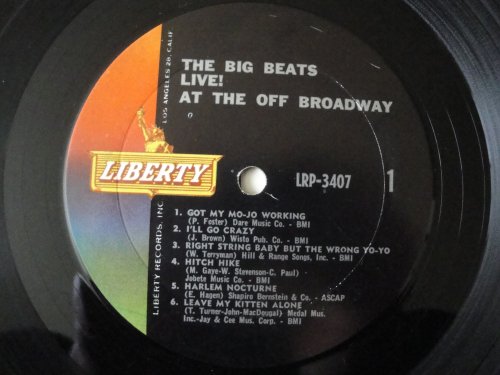 LOS ANGELES 28, CALIF
THE BIG BEATS
LIVE!
AT THE OFF BROADWAY
LIBERTY
LRP-3407
1
1. GOT MY MO-JO WORKING
(P. Foster) Dare Music Co. - BMI
2. I'LL GO CRAZY
(J. Brown) Wisto Pub. Co. - BMI
3. RIGHT STRING BABY BUT THE WRONG YO-YO
(W. Terryman) Hill & Range Songs, Inc. - BMI
4. HITCH HIKE
(M. Gaye-W. Stevenson-C. Paul)
Jobete Music Co. - BMI
5. HARLEM NOCTURNE
(E. Hagen) Shapiro Bernstein & Co. - ASCAP
6. LEAVE MY KITTEN ALONE
(T. Turner-John-MacDougal) Medal Mus.
Inc.-Jay & Cee Mus. Corp. - BMI
LIBERTY RECORDS, INC.